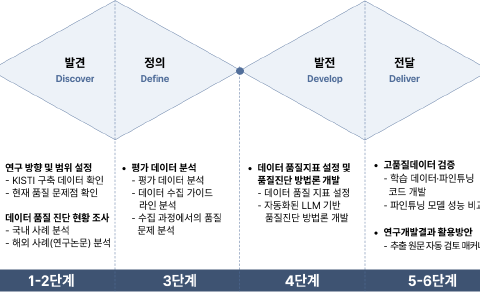 발견
Discover
정의
Define
발전
Develop
전달
Deliver
연구 방향 및 범위 설정
- KISTI 구축 데이터 확인
- 현재 품질 문제점 확인
데이터 품질 진단 현황 조사
- 국내 사례 분석
- 해외 사례(연구논문) 분석
• 평가 데이터 분석
- 평가 데이터 분석
- 데이터 수집 가이드
라인 분석
- 수집 과정에서의 품질
문제 분석
• 데이터 품질지표 설정 및
품질진단 방법론 개발
- 데이터 품질 지표 설정
- 자동화된 LLM 기반
품질진단 방법론 개발
• 고품질데이터 검증
- 학습 데이터·파인튜닝
코드 개발
- 파인튜닝 모델 성능
• 연구개발결과 활용방안
- 추출 원문 자동 검토
1-2단계
3단계
4단계
5-6단계